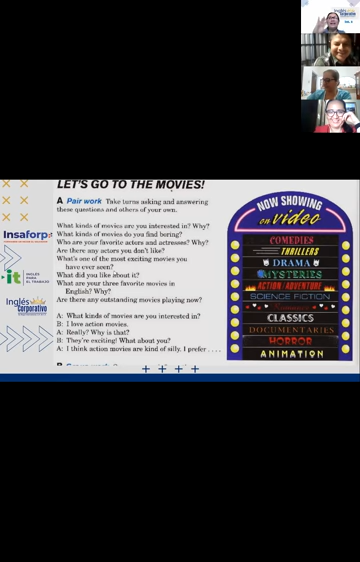 Inglés
Corporativo
LET'S GO TO THE MOVIES!
A Pair work Take turns asking and answering
these questions and others of your own.
What kinds of movies are you interested in? Why?
What kinds of movies do you find boring?
Who are your favorite actors and actresses? Why?
Are there any actors you don't like?
What's one of the most exciting movies you
have ever seen?
What did you like about it?
What are your three favorite movies in
English? Why?
Are there any outstanding movies playing now?
A: What kinds of movies are you interested in?
B: I love action movies.
A: Really? Why is that?
B: They're exciting! What about you?
A: I think action movies are kind of silly. I prefer . . . .
Insaforp
it
INGLÉS
PARA
EL TRABAJO
Inglés
Corporativo
NOW SHOWING
on video
COMEDIES
THRILLERS
DRAMA
MYSTERIES
ACTION/ADVENTURE
SCIENCE FICTION
CLASSICS
DOCUMENTARIES
HORROR
ANIMATION